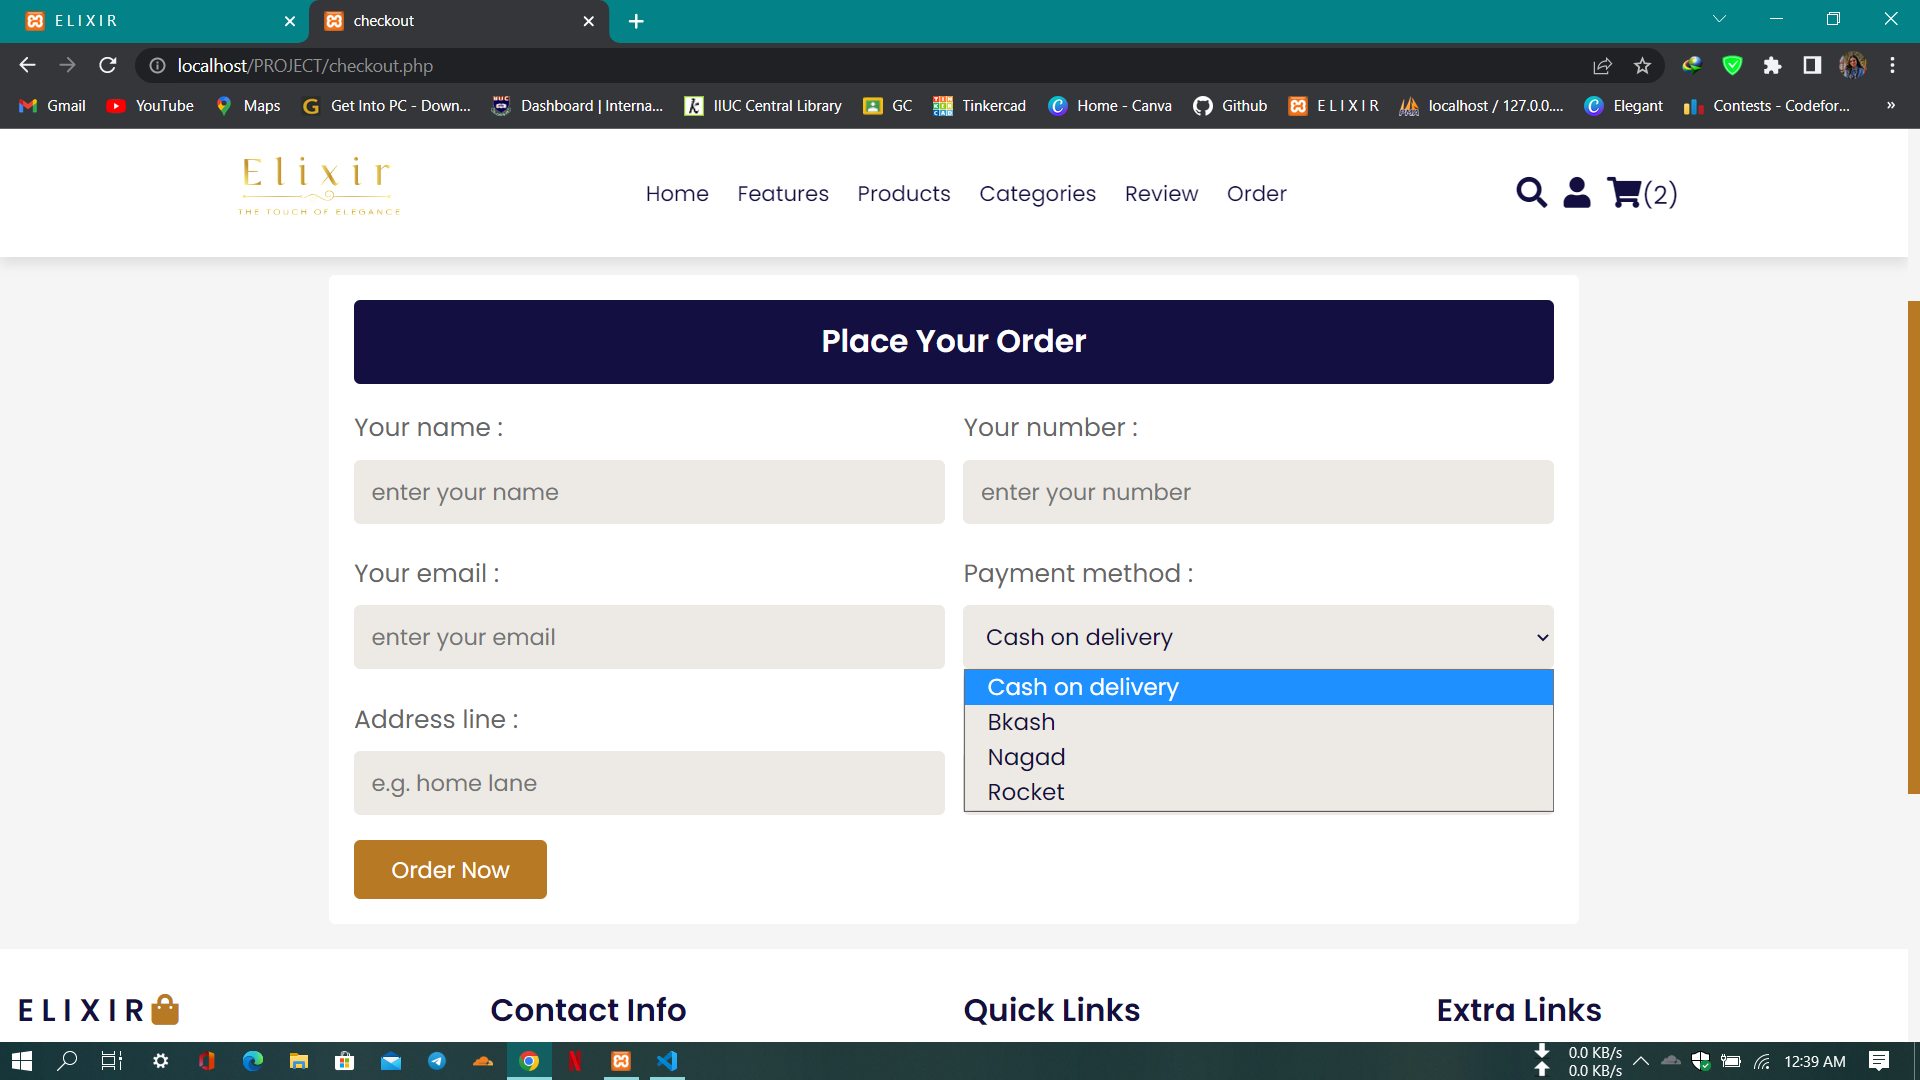 E L I X I R
checkout
localhost/PROJECT/checkout.php
Gmail
YouTube
Maps
Get Into PC - Down...
Dashboard | Interna...
IIUC Central Library
GC
Tinkercad
Home - Canva
Github
E L I X I R
localhost / 127.0.0....
Elegant
Contests - Codefor...
»
Elixir
THE TOUCH OF ELEGANCE
Home
Features
Products
Categories
Review
Order
(2)
Place Your Order
Your name :
Your number :
enter your name
enter your number
Your email :
Payment method :
enter your email
Cash on delivery
Cash on delivery
Bkash
Nagad
Rocket
Address line :
e.g. home lane
Order Now
E L I X I R
Contact Info
Quick Links
Extra Links
0.0 KB/s
0.0 KB/s
12:39 AM